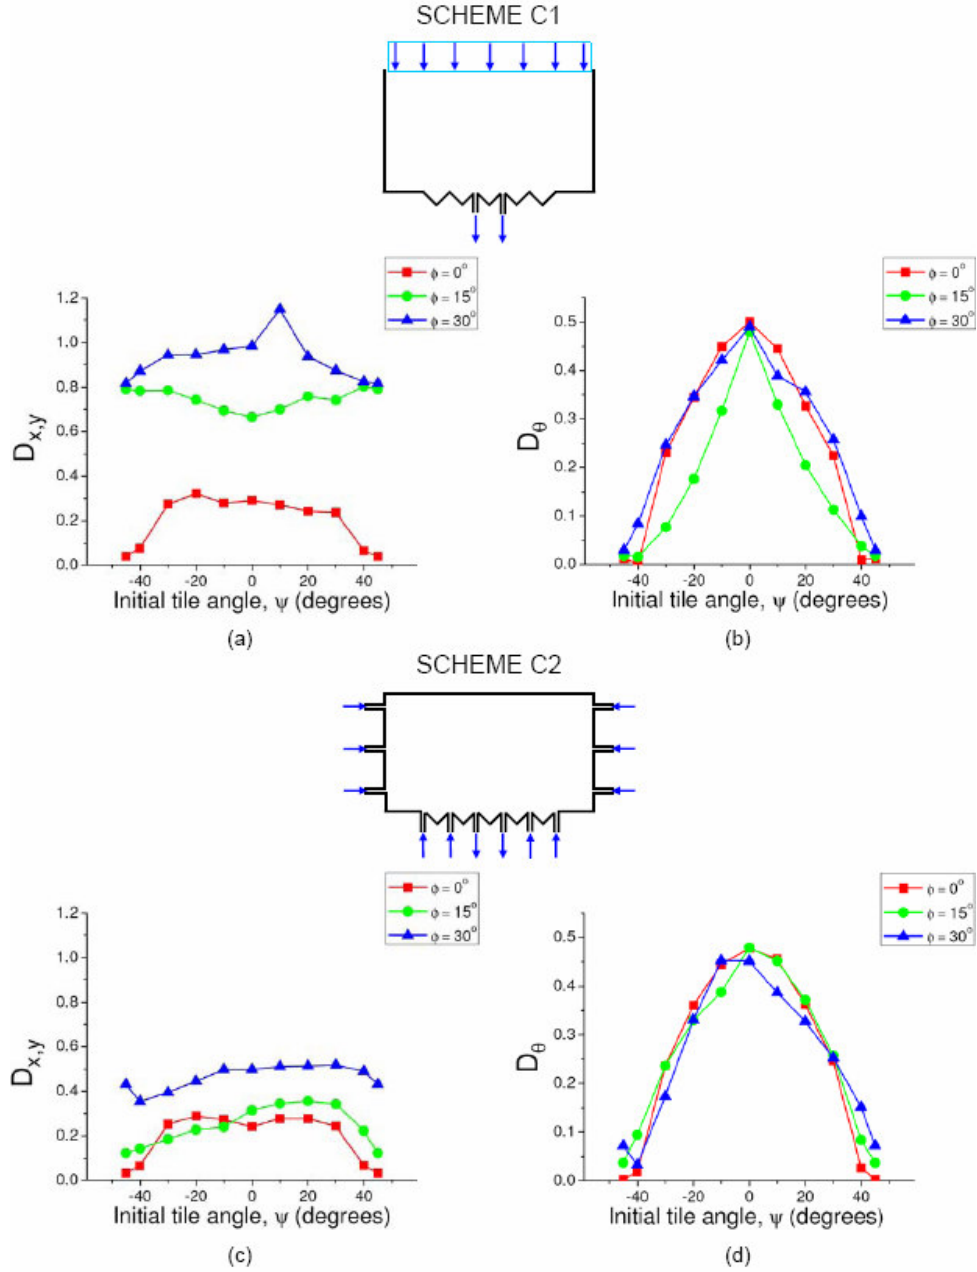 SCHEME C1
ϕ = 0°
ϕ = 15°
ϕ = 30°
1.2
1.0
0.8
0.6
0.4
0.2
0.0
D x,y
-40 -20 0 20 40
Initial tile angle, ψ (degrees)
(a)
ϕ = 0°
ϕ = 15°
ϕ = 30°
0.5
0.4
0.3
0.2
0.1
0.0
D θ
-40 -20 0 20 40
Initial tile angle, ψ (degrees)
(b)
SCHEME C2
ϕ = 0°
ϕ = 15°
ϕ = 30°
1.2
1.0
0.8
0.6
0.4
0.2
0.0
D x,y
-40 -20 0 20 40
Initial tile angle, ψ (degrees)
(c)
ϕ = 0°
ϕ = 15°
ϕ = 30°
0.5
0.4
0.3
0.2
0.1
0.0
D θ
-40 -20 0 20 40
Initial tile angle, ψ (degrees)
(d)